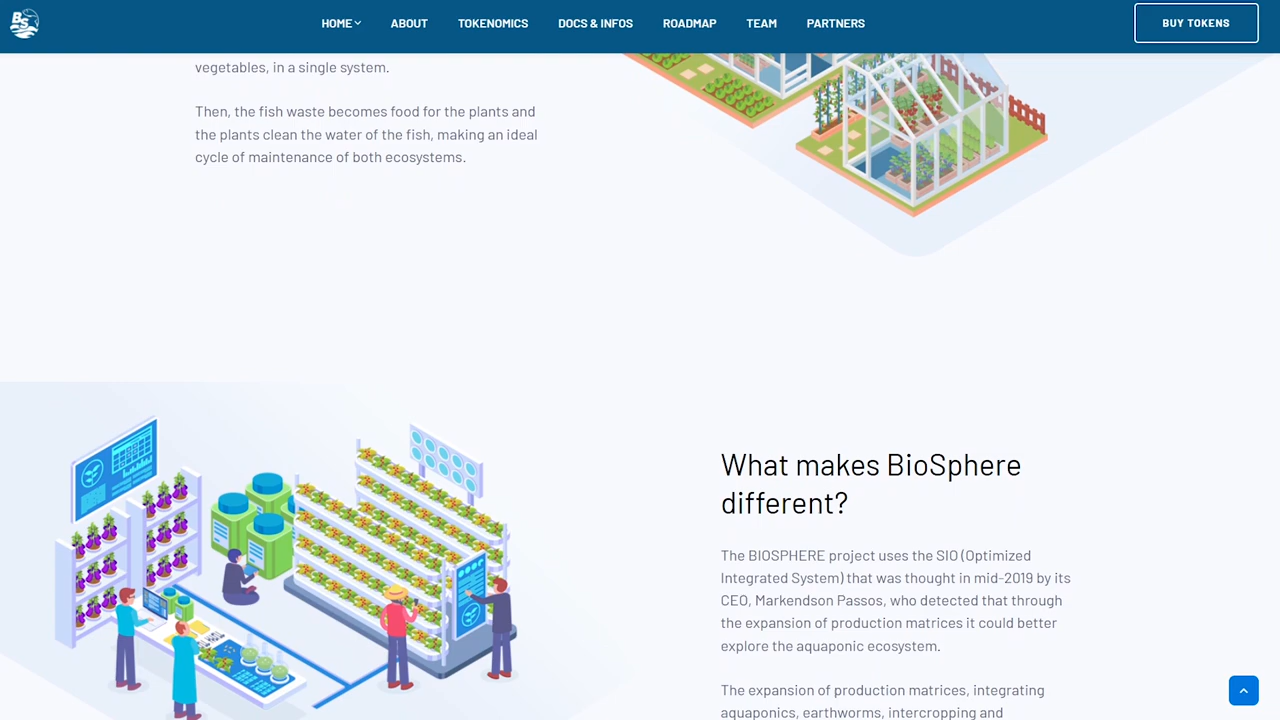 BS
HOME
ABOUT
TOKENOMICS
DOCS & INFOS
ROADMAP
TEAM
PARTNERS
BUY TOKENS
vegetables, in a single system.
Then, the fish waste becomes food for the plants and
the plants clean the water of the fish, making an ideal
cycle of maintenance of both ecosystems.
What makes BioSphere
different?
The BIOSPHERE project uses the SIO (Optimized
Integrated System) that was thought in mid-2019 by its
CEO, Markendson Passos, who detected that through
the expansion of production matrices it could better
explore the aquaponic ecosystem.
The expansion of production matrices, integrating
aquaponics, earthworms, intercropping and